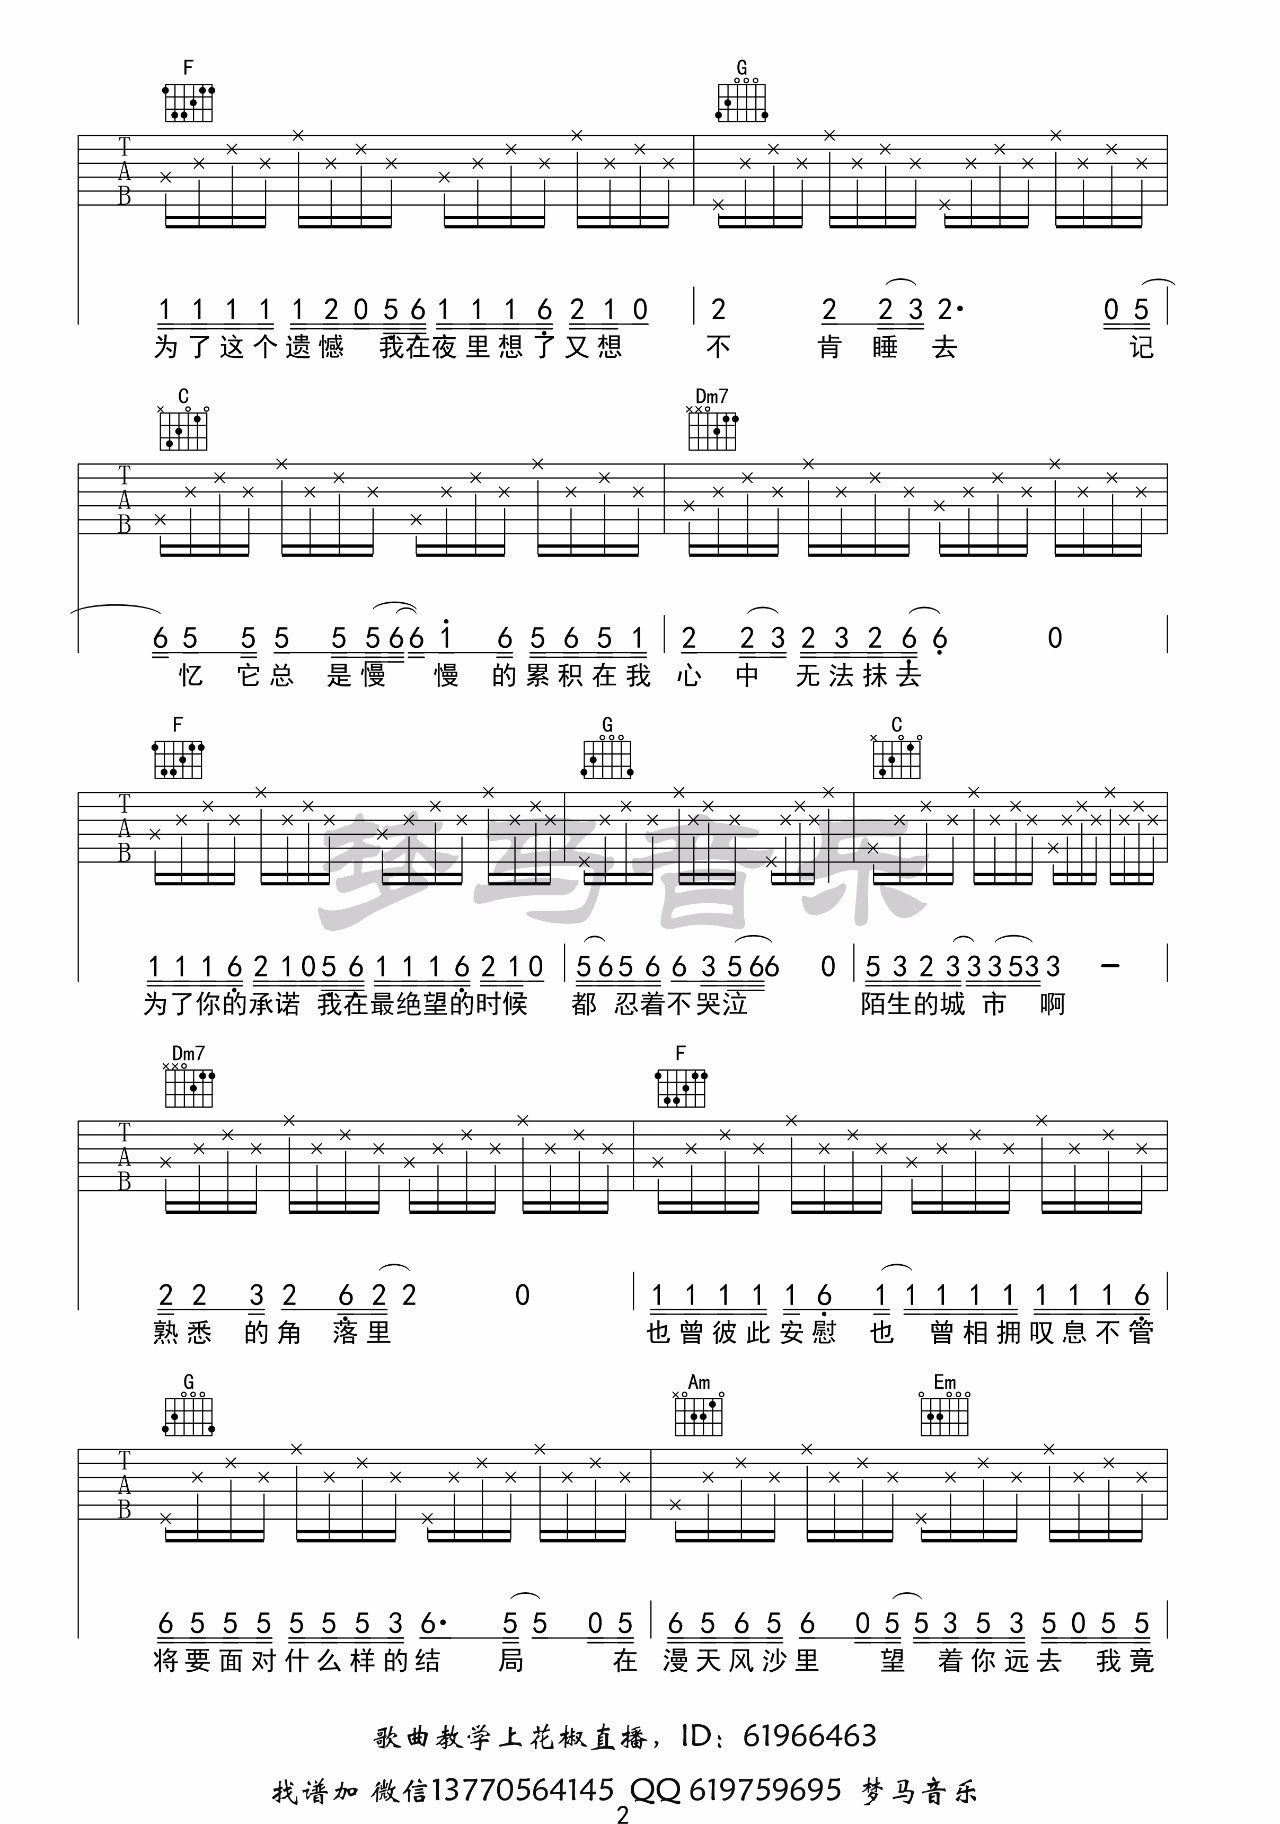 F G
T A B
1 1 1 1 1 2 0 5 6 1 1 1 6 2 1 0 2 2 2 3 2· 0 5
为了这个遗憾 我在夜里想了又想 不 肯 睡 去 记
C Dm7
T A B
6 5 5 5 5 5 6 6 1 6 5 6 5 1 2 2 3 2 3 2 6 6 0
忆 它总 是慢 慢 的累积在我 心 中 无法抹去
F G C
T A B
梦马音乐
1 1 1 6 2 1 0 5 6 1 1 1 6 2 1 0 5 6 5 6 6 3 5 6 6 0 5 3 2 3 3 3 5 3 3 —
为了你的承诺 我在最绝望的时候 都 忍着不哭泣 陌生的城 市 啊
Dm7 F
T A B
2 2 3 2 6 2 2 0 1 1 1 1 1 6 1 1 1 1 1 1 1 1 6
熟悉 的角 落里 也曾彼此安慰 也 曾相拥叹息不管
G Am Em
T A B
6 5 5 5 5 5 5 3 6· 5 5 0 5 6 5 6 5 6 0 5 5 3 5 3 5 0 5 5
将要面对什么样的结 局 在 漫天风沙里 望 着你远去 我竟
歌曲教学上花椒直播，ID：61966463
找谱加 微信13770564145 QQ 619759695 梦马音乐
2